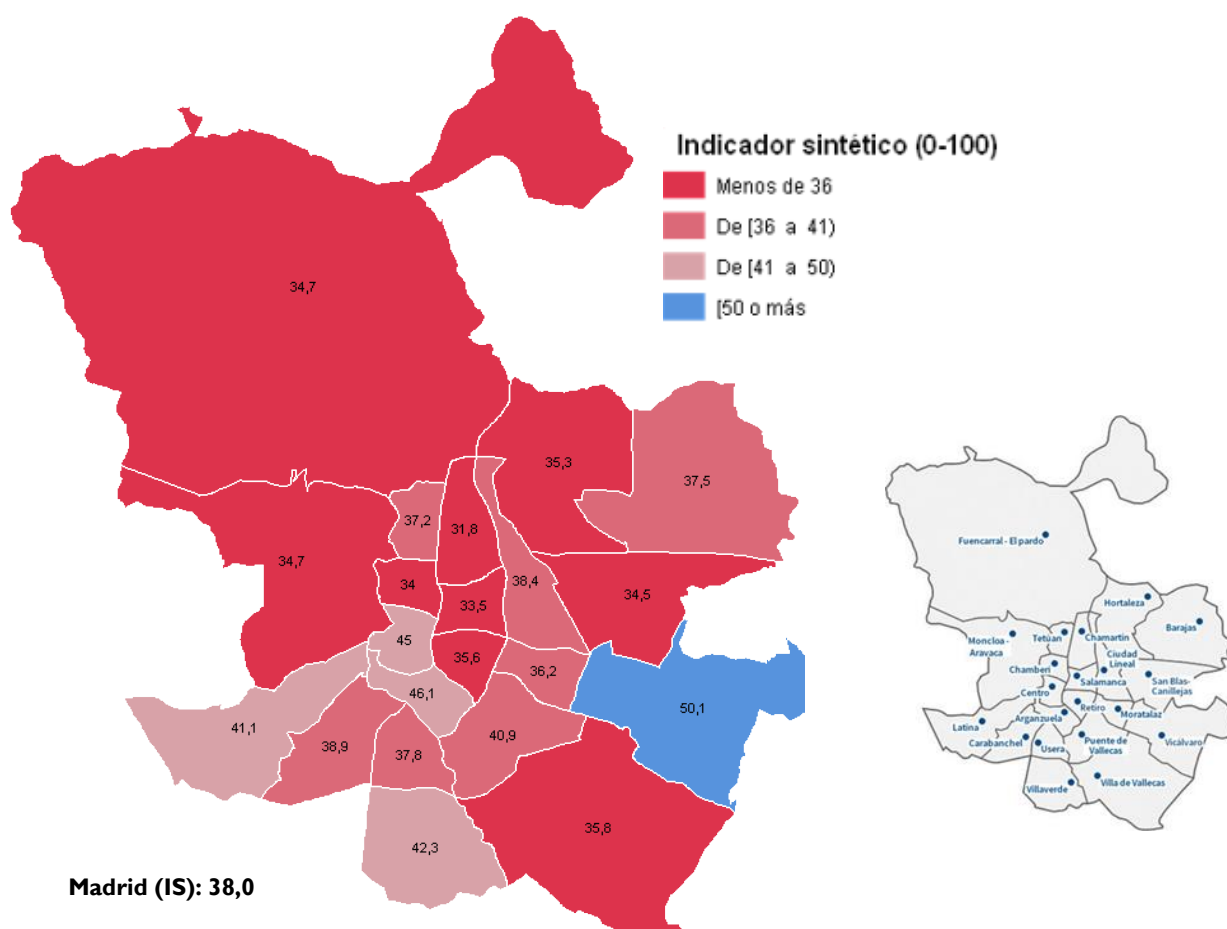 Indicador sintético (0-100)
Menos de 36
De [36 a 41)
De [41 a 50)
[50 o más
34,7
35,3
37,5
37,2
31,8
34,7
38,4
34
34,5
33,5
45
35,6
36,2
46,1
50,1
41,1
38,9
37,8
40,9
35,8
42,3
Madrid (IS): 38,0
Fuencarral - El pardo
Hortaleza
Barajas
Moncloa -
Aravaca
Tetúan
Chamartín
Ciudad
Lineal
Chamberí
Salamanca
San Blas-
Canillejas
Centro
Retiro
Arganzuela
Moratalaz
Latina
Carabanchel
Usera
Puente de
Vallecas
Vicálvaro
Villaverde
Villa de Vallecas